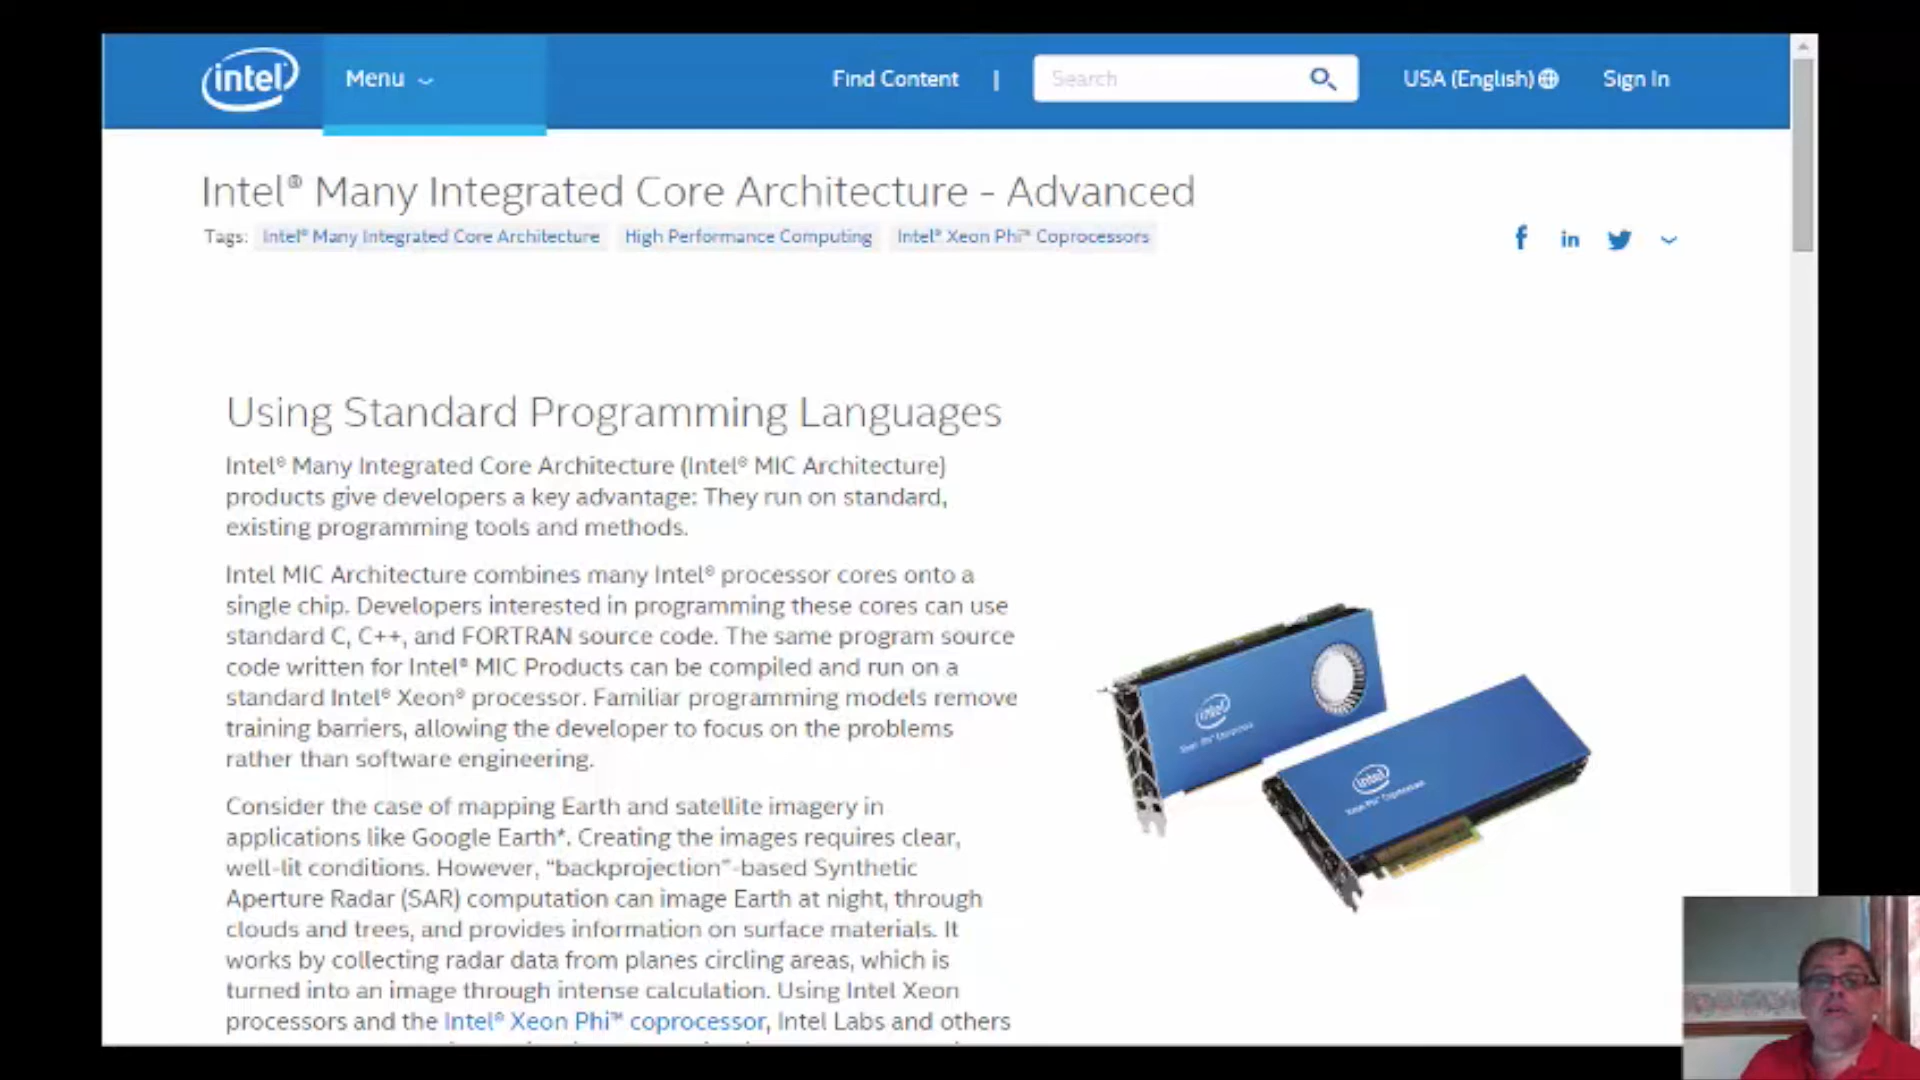 intel
Menu
Find Content | Search USA (English) Sign In
Intel® Many Integrated Core Architecture - Advanced
Tags: Intel® Many Integrated Core Architecture High Performance Computing Intel® Xeon Phi™ Coprocessors
Using Standard Programming Languages
Intel® Many Integrated Core Architecture (Intel® MIC Architecture)
products give developers a key advantage: They run on standard,
existing programming tools and methods.
Intel MIC Architecture combines many Intel® processor cores onto a
single chip. Developers interested in programming these cores can use
standard C, C++, and FORTRAN source code. The same program source
code written for Intel® MIC Products can be compiled and run on a
standard Intel® Xeon® processor. Familiar programming models remove
training barriers, allowing the developer to focus on the problems
rather than software engineering.
Consider the case of mapping Earth and satellite imagery in
applications like Google Earth*. Creating the images requires clear,
well-lit conditions. However, “backprojection”-based Synthetic
Aperture Radar (SAR) computation can image Earth at night, through
clouds and trees, and provides information on surface materials. It
works by collecting radar data from planes circling areas, which is
turned into an image through intense calculation. Using Intel Xeon
processors and the Intel® Xeon Phi™ coprocessor, Intel Labs and others
intel
intel